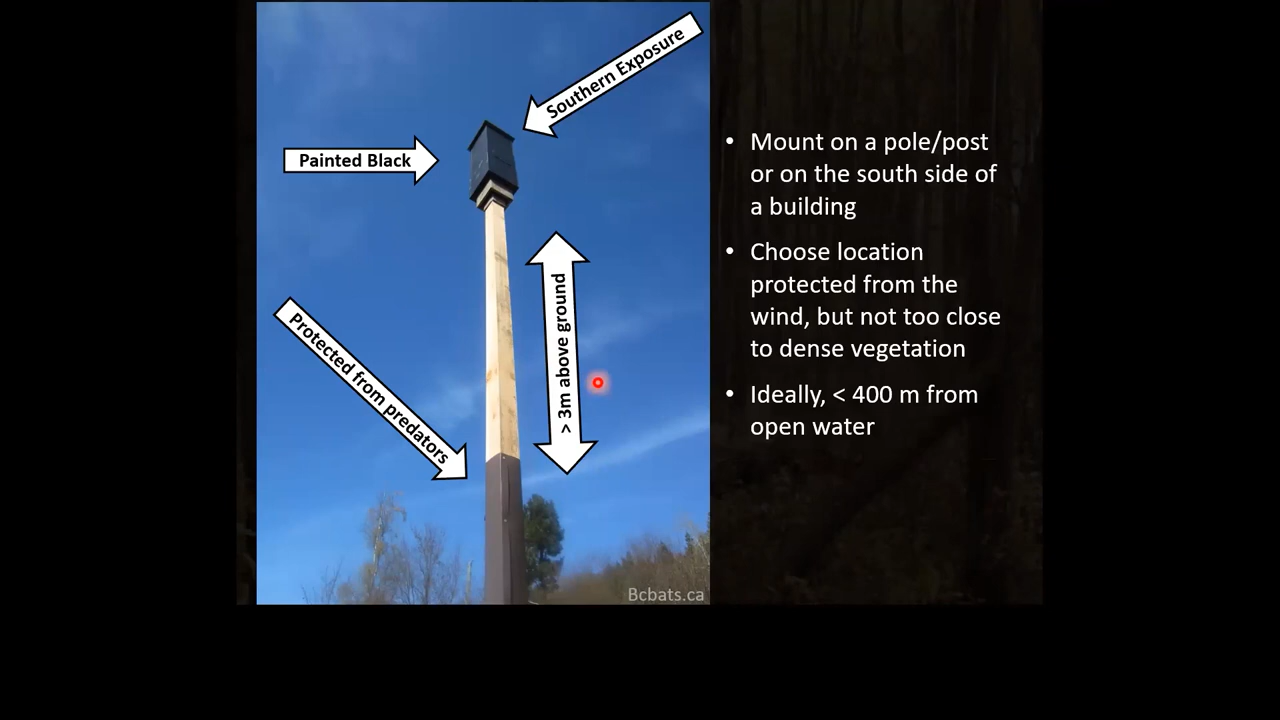 Southern Exposure
Painted Black
Protected from predators
> 3m above ground
Bcbats.ca
• Mount on a pole/post
or on the south side of
a building
• Choose location
protected from the
wind, but not too close
to dense vegetation
• Ideally, < 400 m from
open water